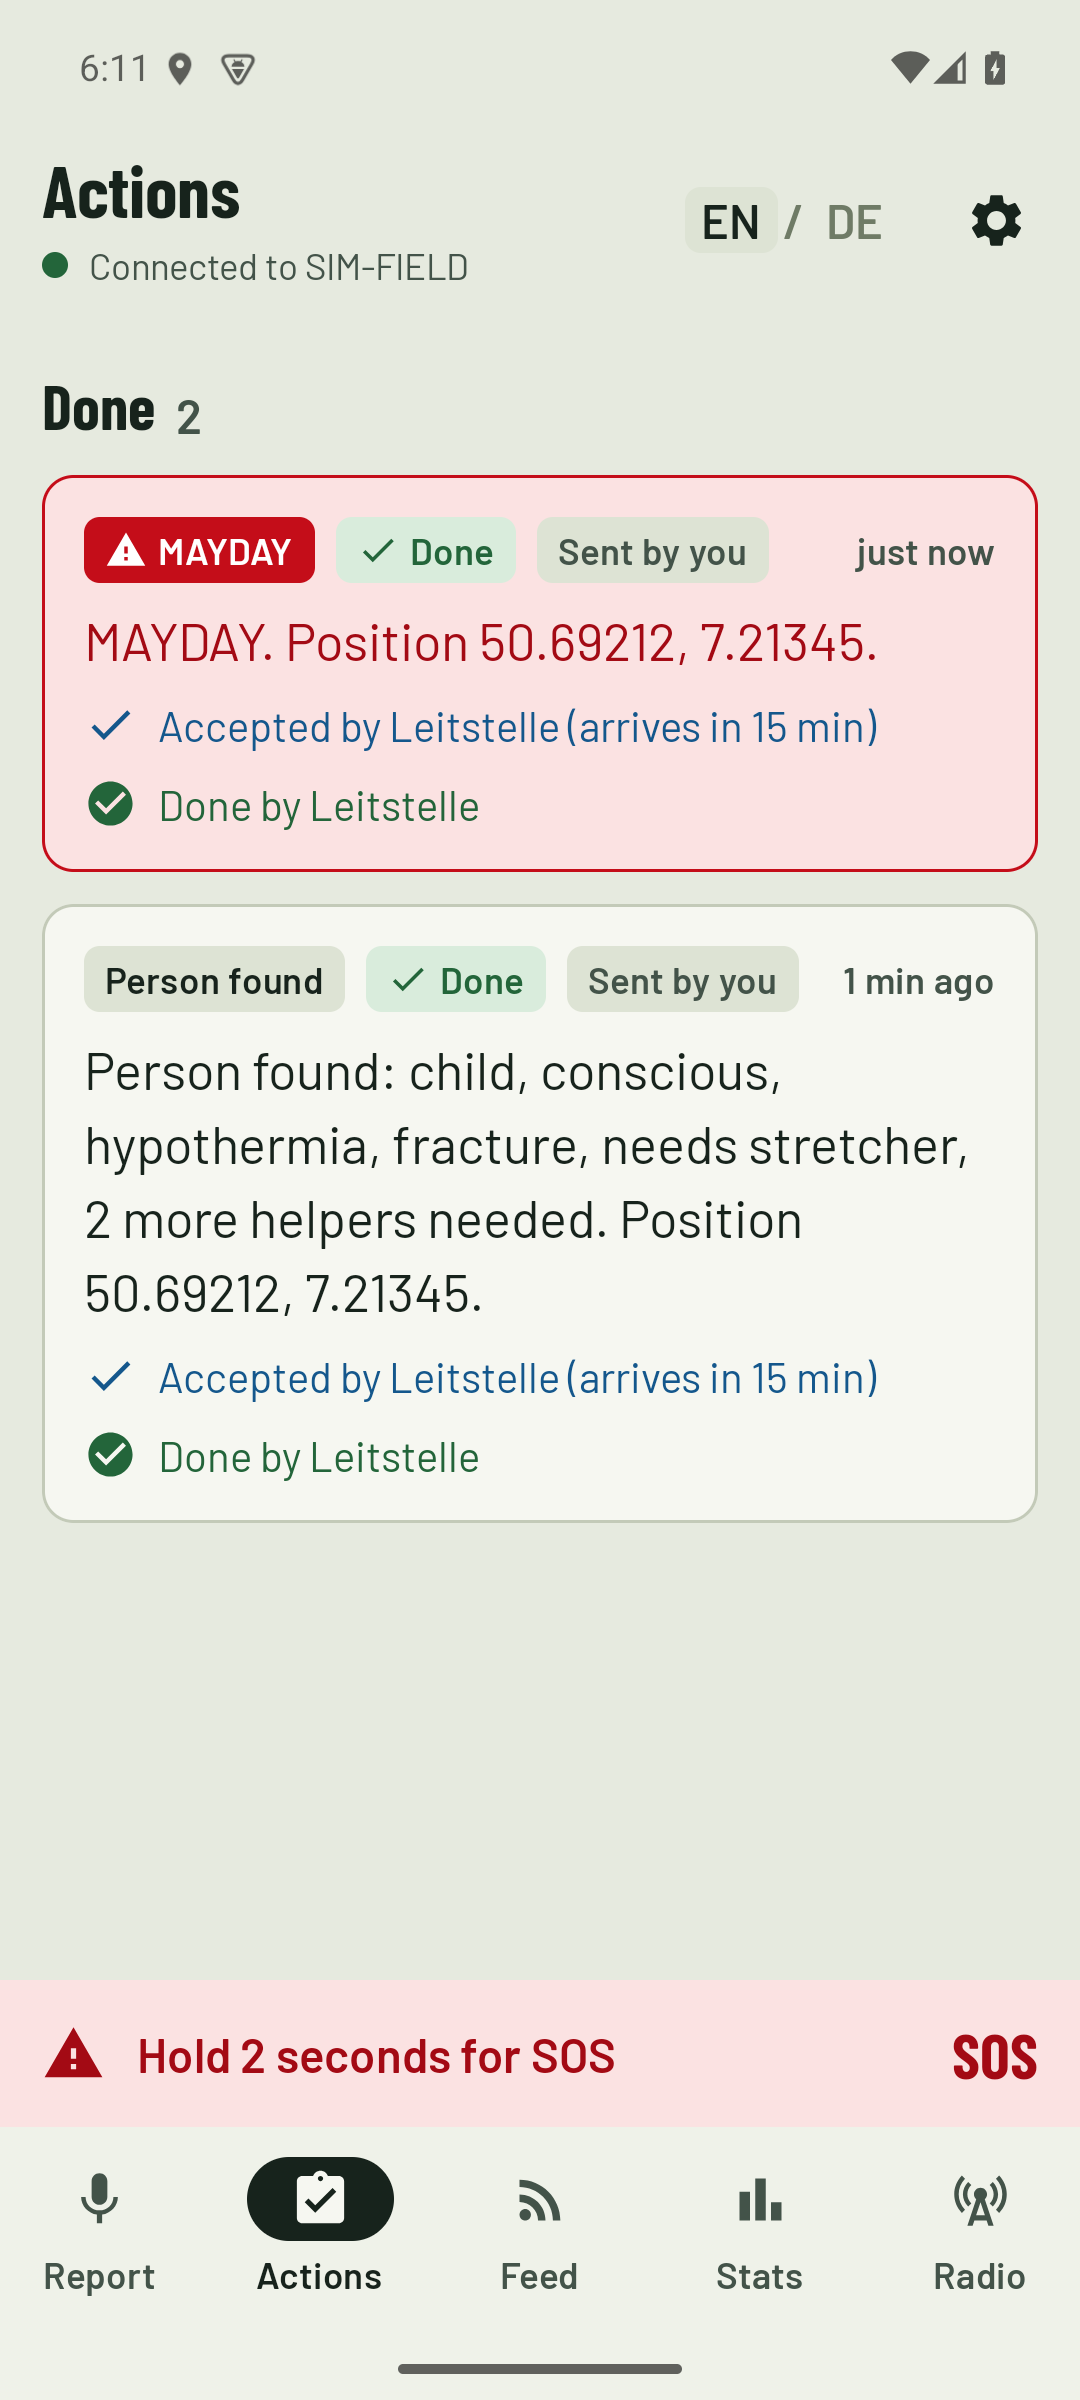 6:11
Actions
EN / DE
Connected to SIM-FIELD
Done 2
MAYDAY Done Sent by you just now
MAYDAY. Position 50.69212, 7.21345.
Accepted by Leitstelle (arrives in 15 min)
Done by Leitstelle
Person found Done Sent by you 1 min ago
Person found: child, conscious,
hypothermia, fracture, needs stretcher,
2 more helpers needed. Position
50.69212, 7.21345.
Accepted by Leitstelle (arrives in 15 min)
Done by Leitstelle
Hold 2 seconds for SOS SOS
Report Actions Feed Stats Radio